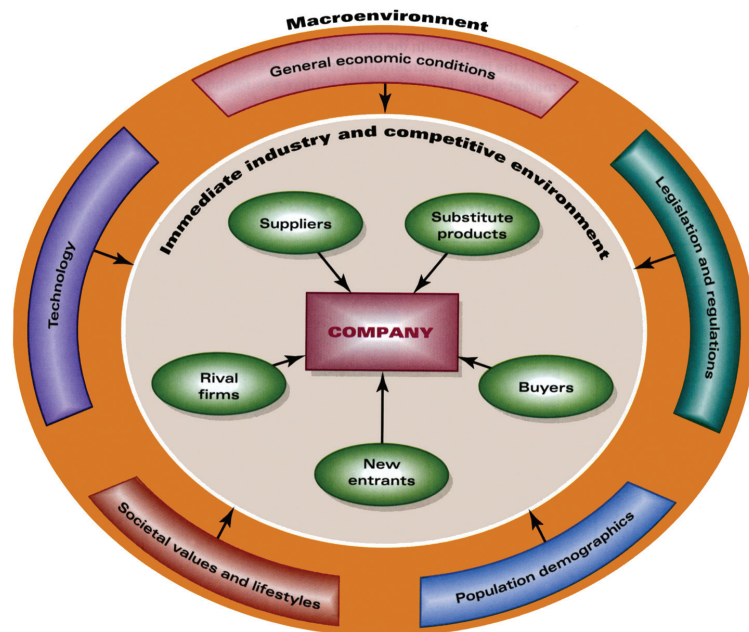 Macroenvironment
General economic conditions
Immediate industry and competitive environment
Technology
Legislation and regulations
Suppliers
Substitute
products
COMPANY
Rival
firms
Buyers
New
entrants
Societal values and lifestyles
Population demographics